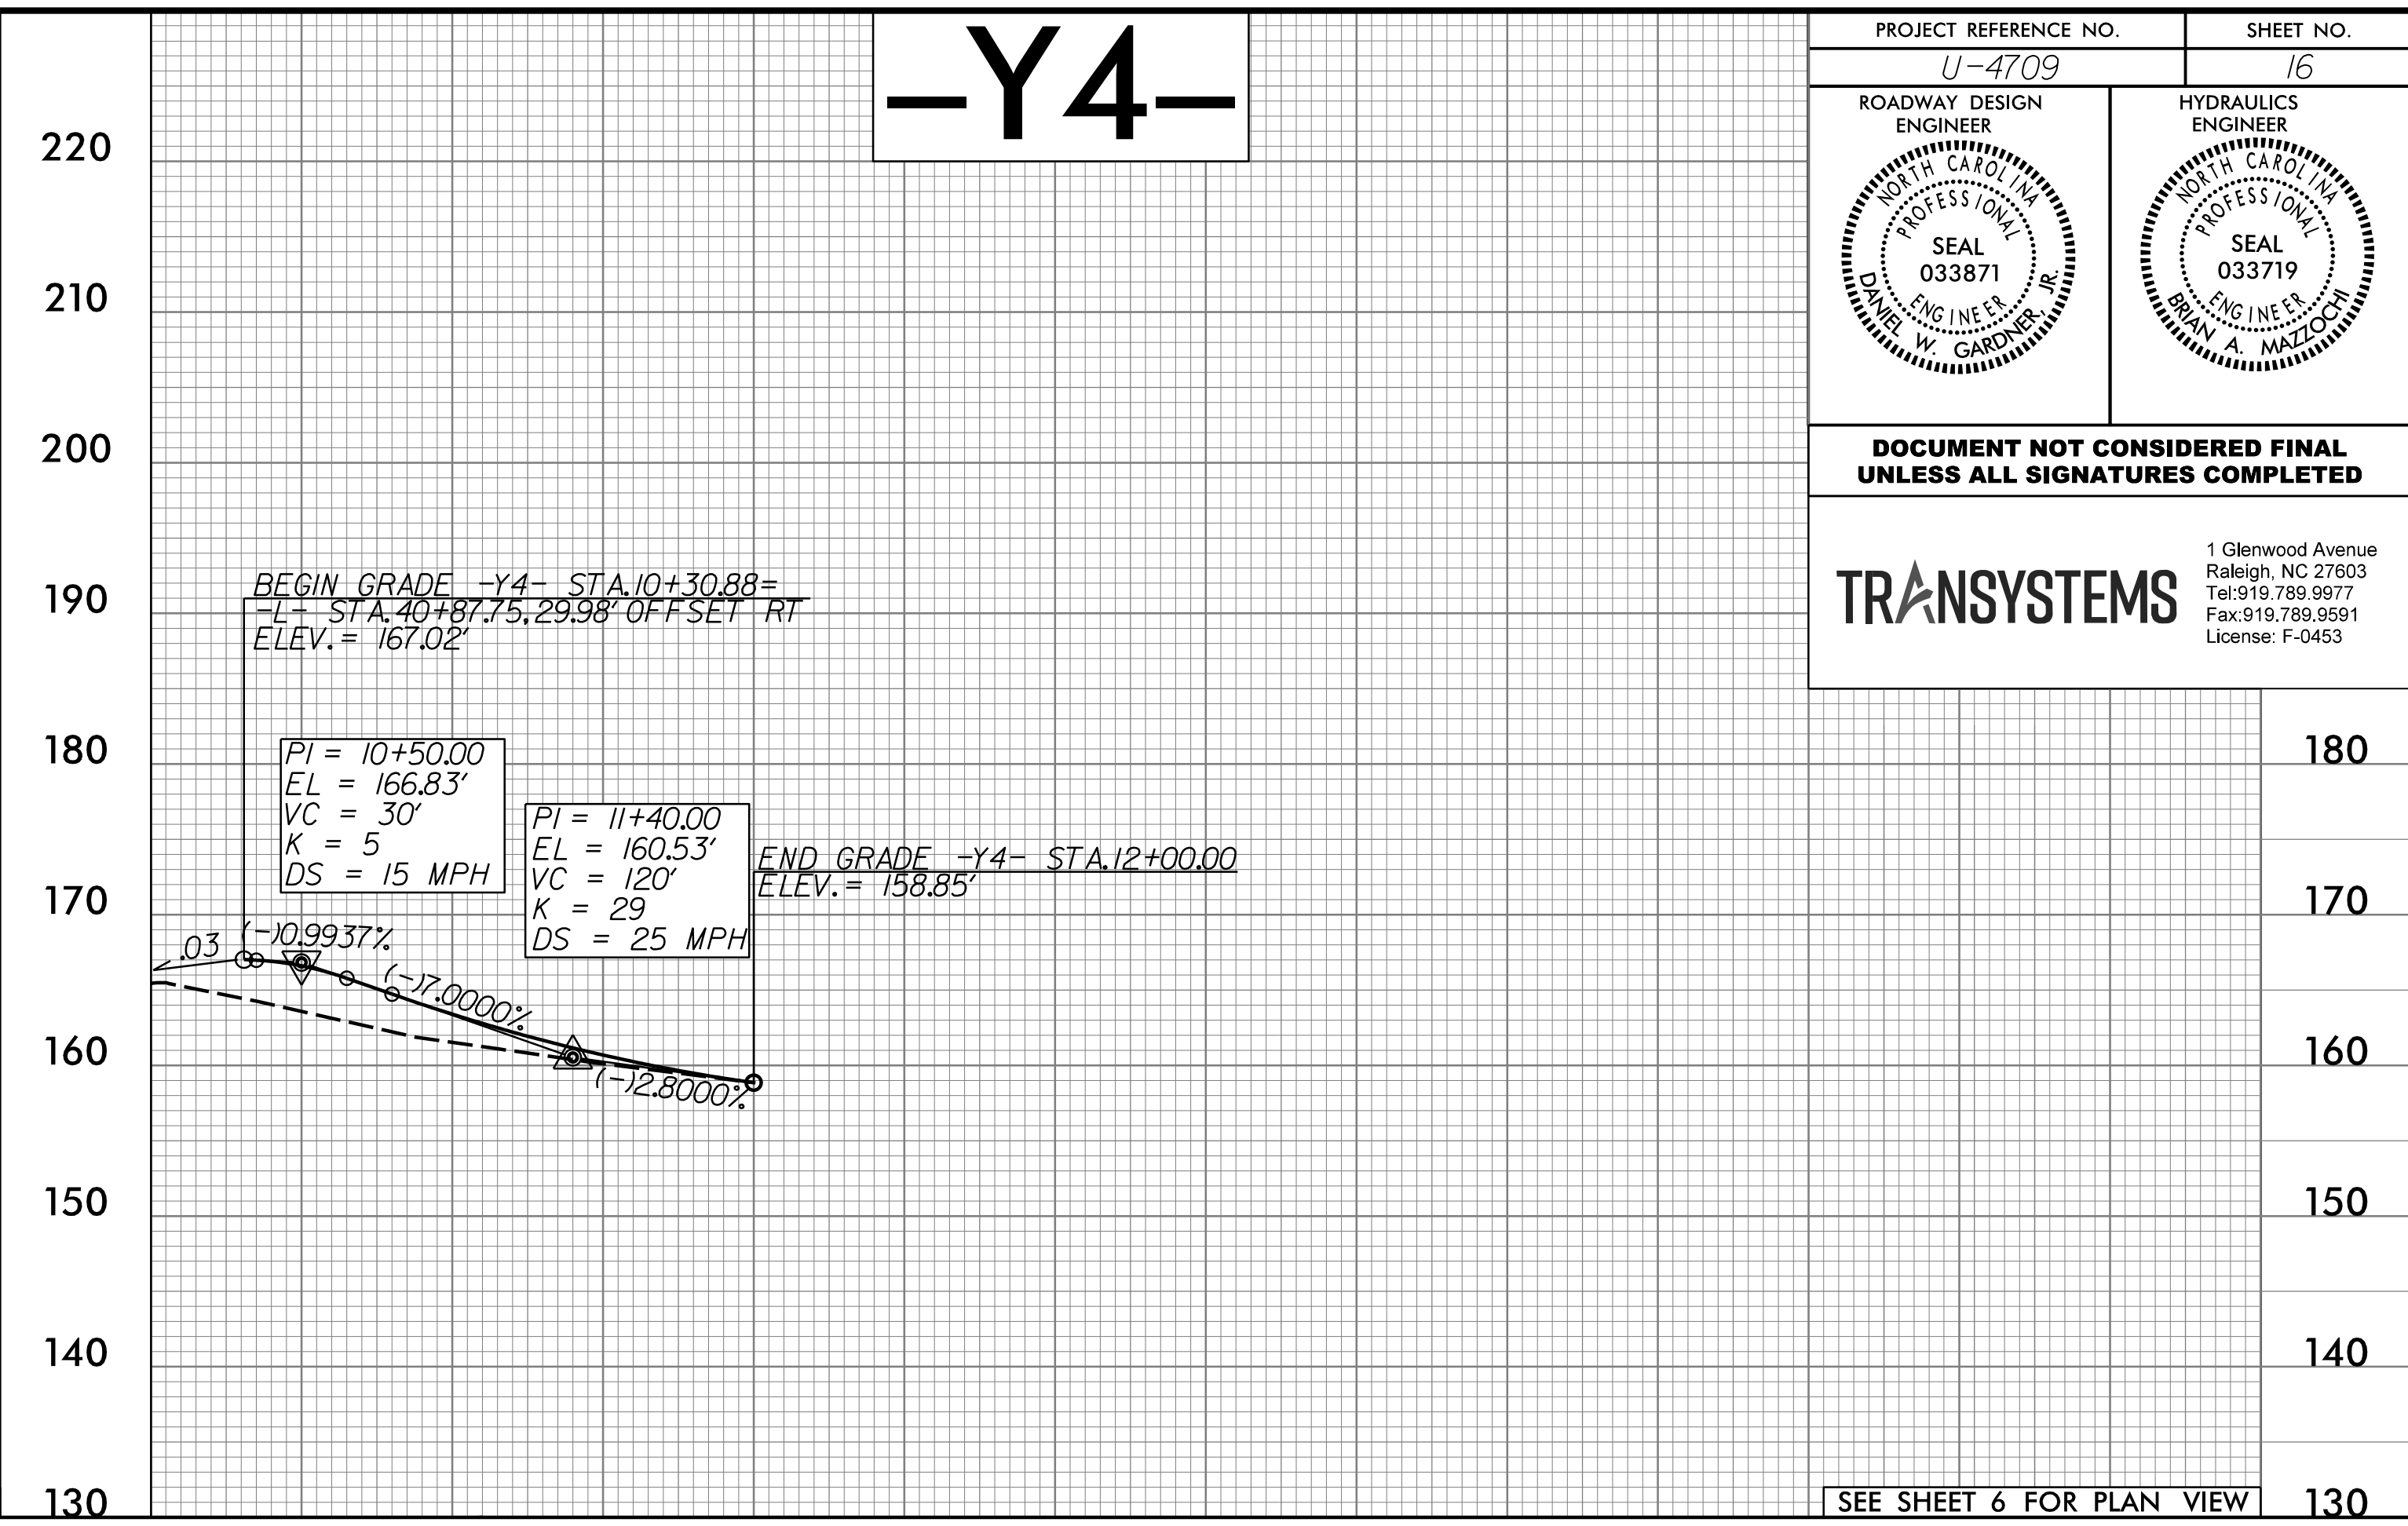 –Y4–
PROJECT REFERENCE NO.
SHEET NO.
U-4709
16
ROADWAY DESIGN
ENGINEER
HYDRAULICS
ENGINEER
NORTH CAROLINA
PROFESSIONAL
SEAL
033871
ENGINEER
DANIEL W. GARDNER, JR.
NORTH CAROLINA
PROFESSIONAL
SEAL
033719
ENGINEER
BRIAN A. MAZZOCHI
DOCUMENT NOT CONSIDERED FINAL
UNLESS ALL SIGNATURES COMPLETED
TRANSYSTEMS
1 Glenwood Avenue
Raleigh, NC 27603
Tel:919.789.9977
Fax:919.789.9591
License: F-0453
220
210
200
190
180
170
160
150
140
130
BEGIN GRADE -Y4- STA.10+30.88=
-L- STA.40+87.75,29.98' OFFSET RT
ELEV.= 167.02'
PI = 10+50.00
EL = 166.83'
VC = 30'
K = 5
DS = 15 MPH
PI = 11+40.00
EL = 160.53'
VC = 120'
K = 29
DS = 25 MPH
END GRADE -Y4- STA.12+00.00
ELEV.= 158.85'
.03
(-)0.9937%
(-)7.0000%
(-)2.8000%
180
170
160
150
140
130
SEE SHEET 6 FOR PLAN VIEW